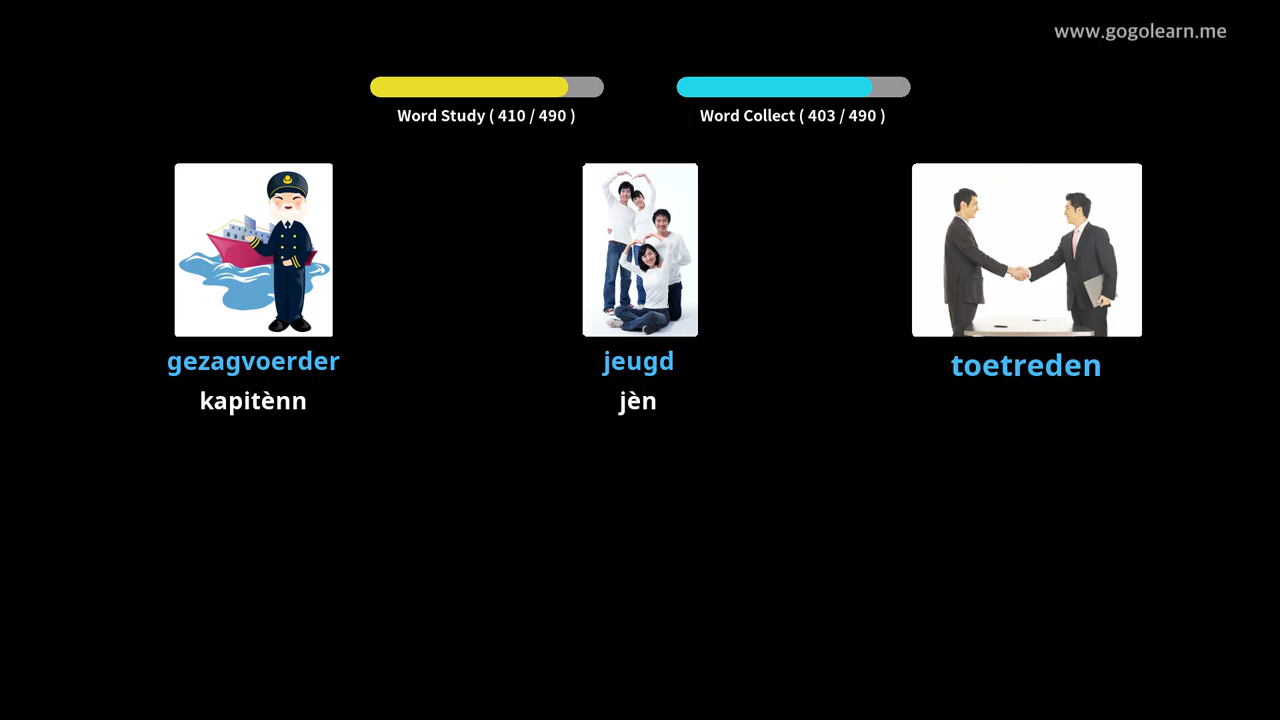 www.gogolearn.me
Word Study ( 410 / 490 )
Word Collect ( 403 / 490 )
gezagvoerder
kapitènn
jeugd
jèn
toetreden